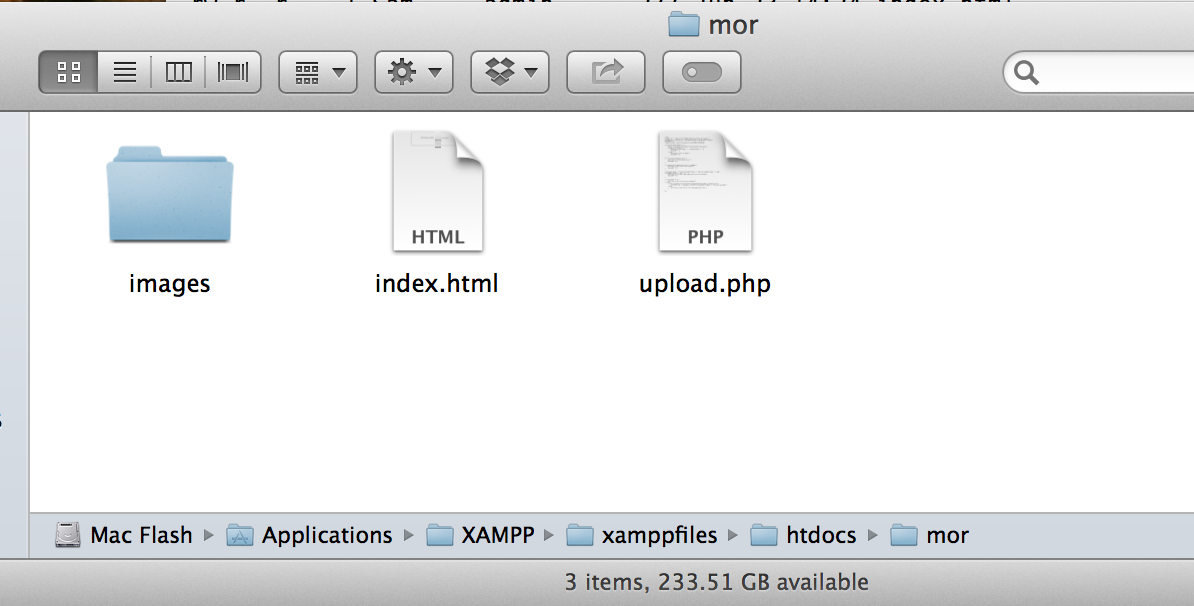 mor
HTML
PHP
images
index.html
upload.php
Mac Flash
Applications
XAMPP
xamppfiles
htdocs
mor
3 items, 233.51 GB available